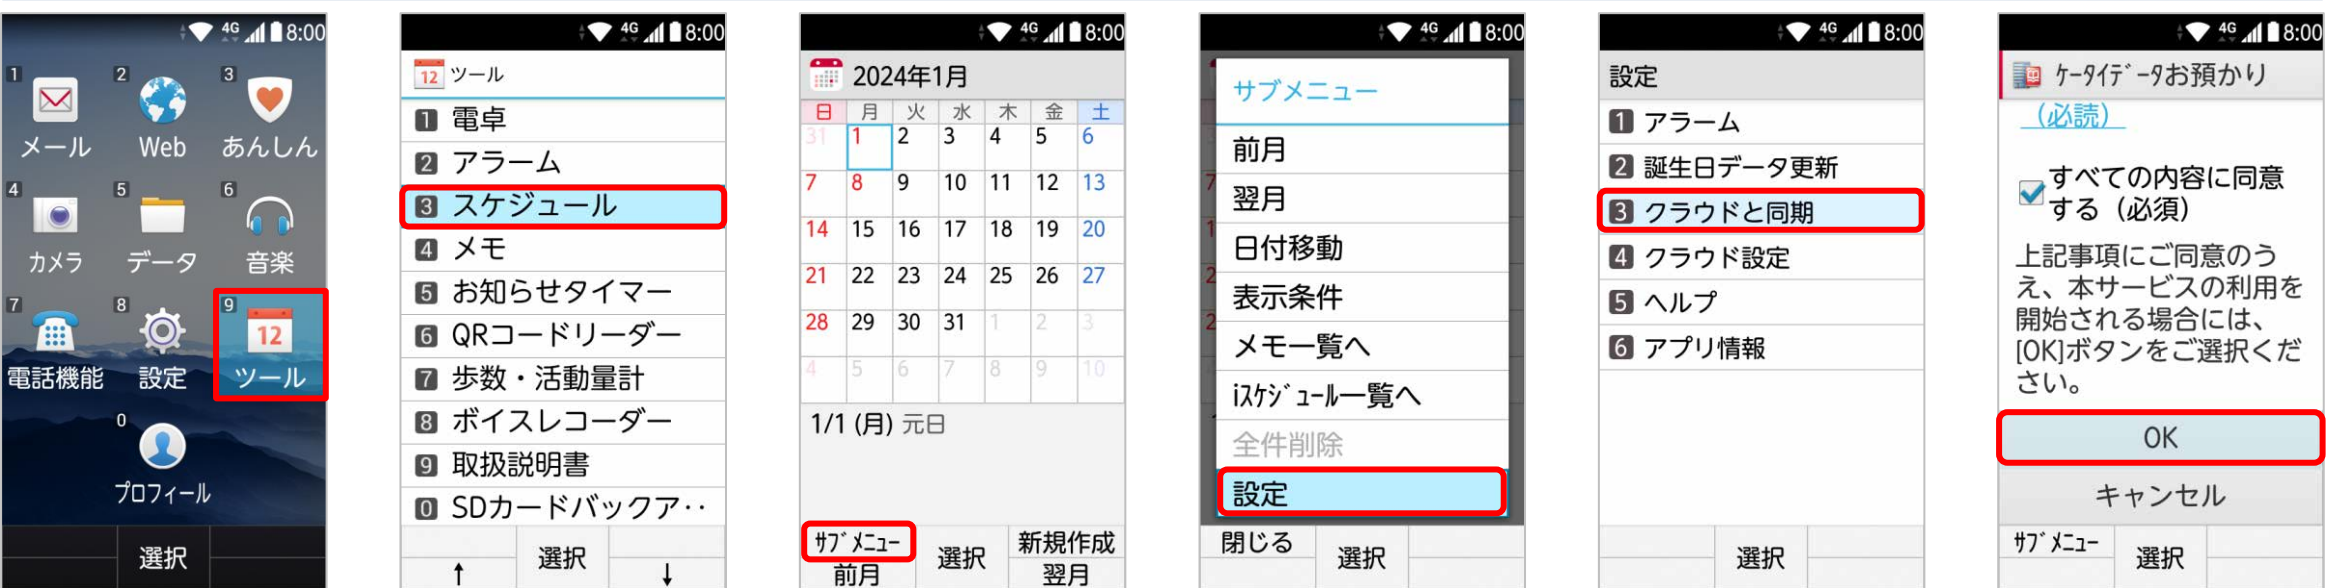 4G 8:00
1 2 3
メール Web あんしん
4 5 6
カメラ データ 音楽
7 8 9
12
電話機能 設定 ツール
0
プロフィール
選択
4G 8:00
12 ツール
1 電卓
2 アラーム
3 スケジュール
4 メモ
5 お知らせタイマー
6 QRコードリーダー
7 歩数・活動量計
8 ボイスレコーダー
9 取扱説明書
0 SDカードバックア‥
↑ 選択 ↓
4G 8:00
2024年1月
日 月 火 水 木 金 土
31 1 2 3 4 5 6
7 8 9 10 11 12 13
14 15 16 17 18 19 20
21 22 23 24 25 26 27
28 29 30 31 1 2 3
4 5 6 7 8 9 10
1/1 (月) 元日
ｻﾌﾞﾒﾆｭｰ 選択 新規作成
前月 翌月
4G 8:00
サブメニュー
前月
翌月
日付移動
表示条件
メモ一覧へ
iｽｹｼﾞｭｰﾙ一覧へ
全件削除
設定
閉じる 選択
4G 8:00
設定
1 アラーム
2 誕生日データ更新
3 クラウドと同期
4 クラウド設定
5 ヘルプ
6 アプリ情報
選択
4G 8:00
ｹｰﾀｲﾃﾞｰﾀお預かり
（必読）
すべての内容に同意
する（必須）
上記事項にご同意のう
え、本サービスの利用を
開始される場合には、
[OK]ボタンをご選択くだ
さい。
OK
キャンセル
ｻﾌﾞﾒﾆｭｰ 選択